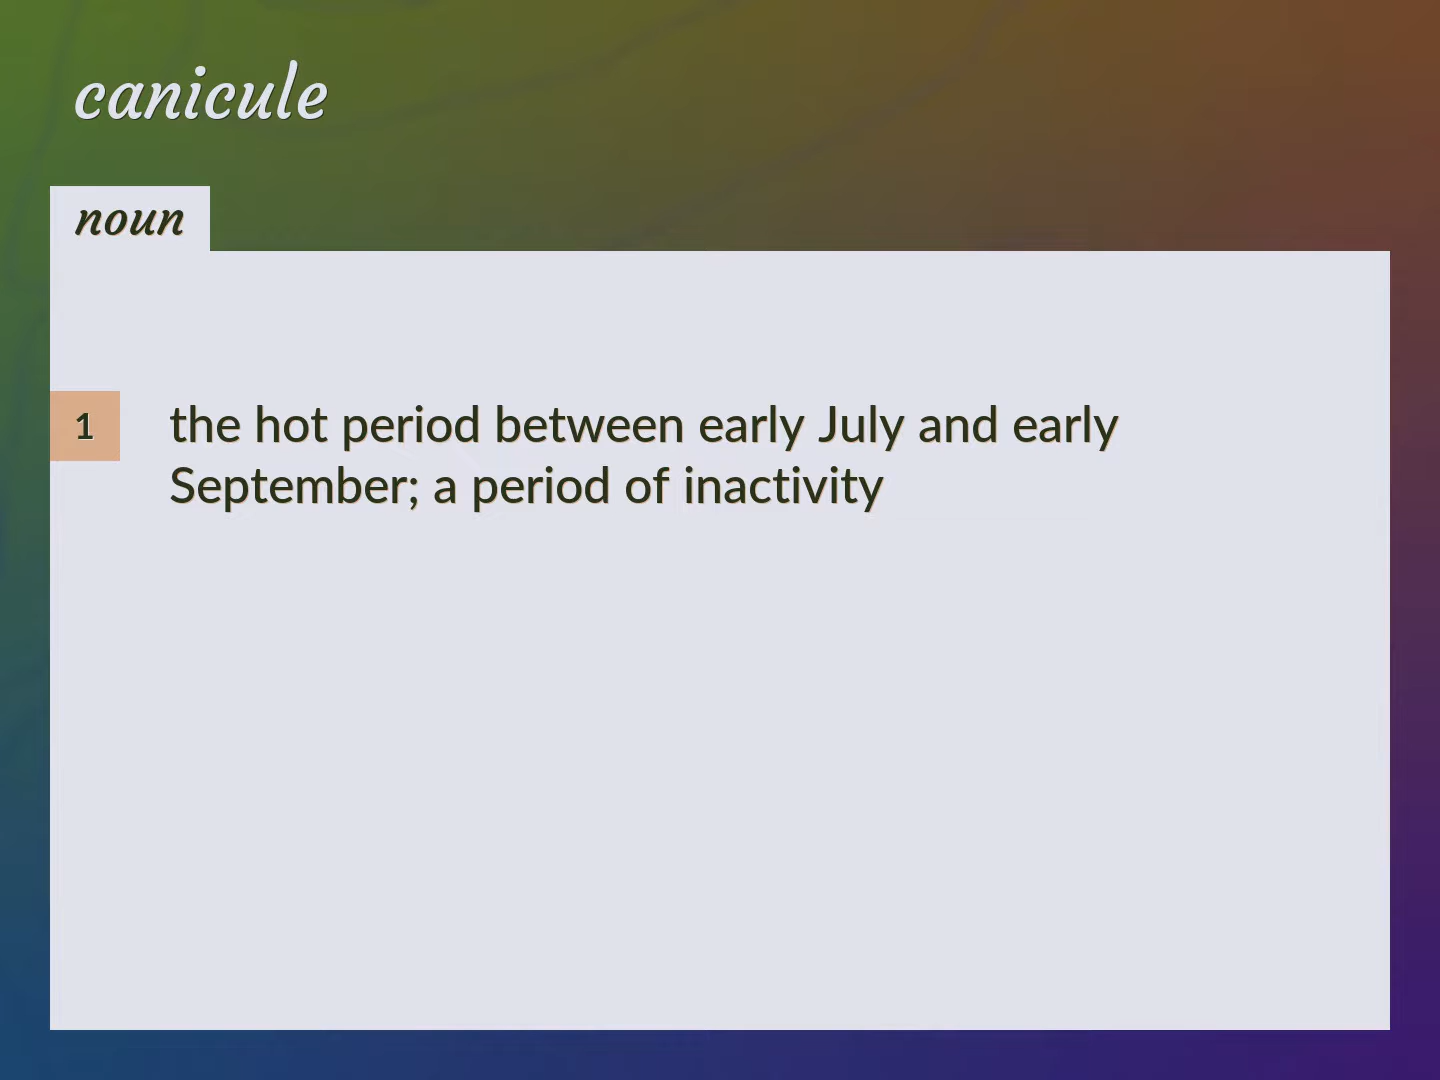 canicule
noun
1
the hot period between early July and early
September; a period of inactivity